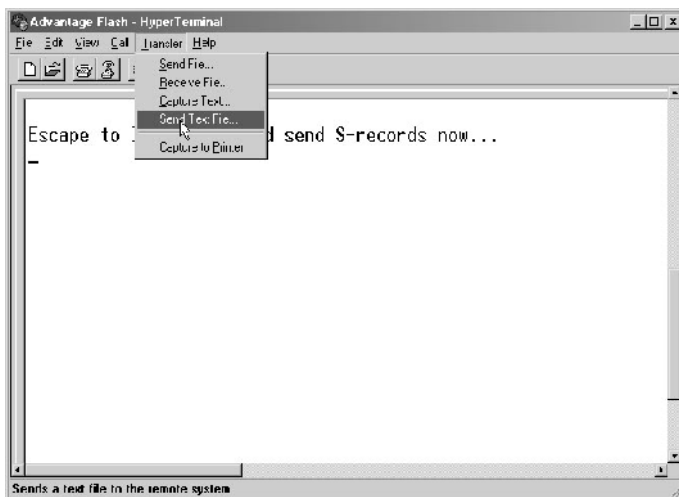 Advantage Flash - HyperTerminal
File Edit View Call Transfer Help
Send File...
Receive File...
Capture Text...
Send Text File...
Capture to Printer
Escape to
send S-records now...
Sends a text file to the remote system